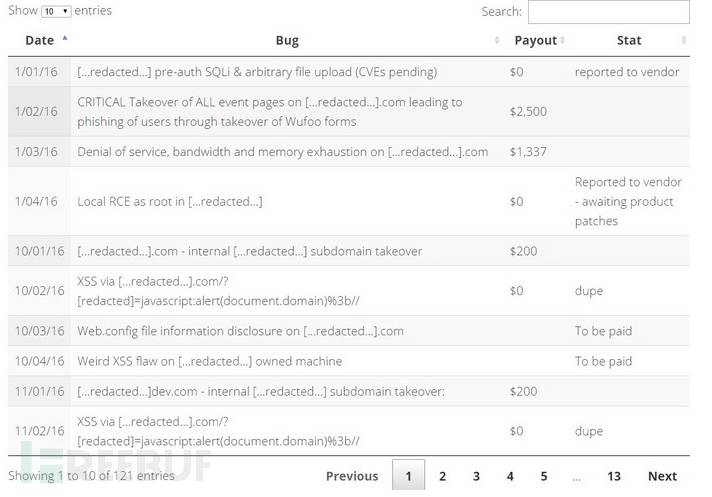 Show 10 entries
Search:
Date Bug Payout Stat
1/01/16 [...redacted...] pre-auth SQLi & arbitrary file upload (CVEs pending) $0 reported to vendor
CRITICAL Takeover of ALL event pages on [...redacted...].com leading to
1/02/16 $2,500
phishing of users through takeover of Wufoo forms
1/03/16 Denial of service, bandwidth and memory exhaustion on [...redacted...].com $1,337
Reported to vendor
1/04/16 Local RCE as root in [...redacted...] $0 - awaiting product
patches
10/01/16 [...redacted...].com - internal [...redacted...] subdomain takeover $200
XSS via [...redacted...].com/?
10/02/16 $0 dupe
[redacted]=javascript:alert(document.domain)%3b//
10/03/16 Web.config file information disclosure on [...redacted...].com To be paid
10/04/16 Weird XSS flaw on [...redacted...] owned machine To be paid
11/01/16 [...redacted...]dev.com - internal [...redacted...] subdomain takeover: $200
XSS via [...redacted...].com/?
11/02/16 $0 dupe
[redacted]=javascript:alert(document.domain)%3b//
FREEBUF
Showing 1 to 10 of 121 entries Previous 1 2 3 4 5 ... 13 Next